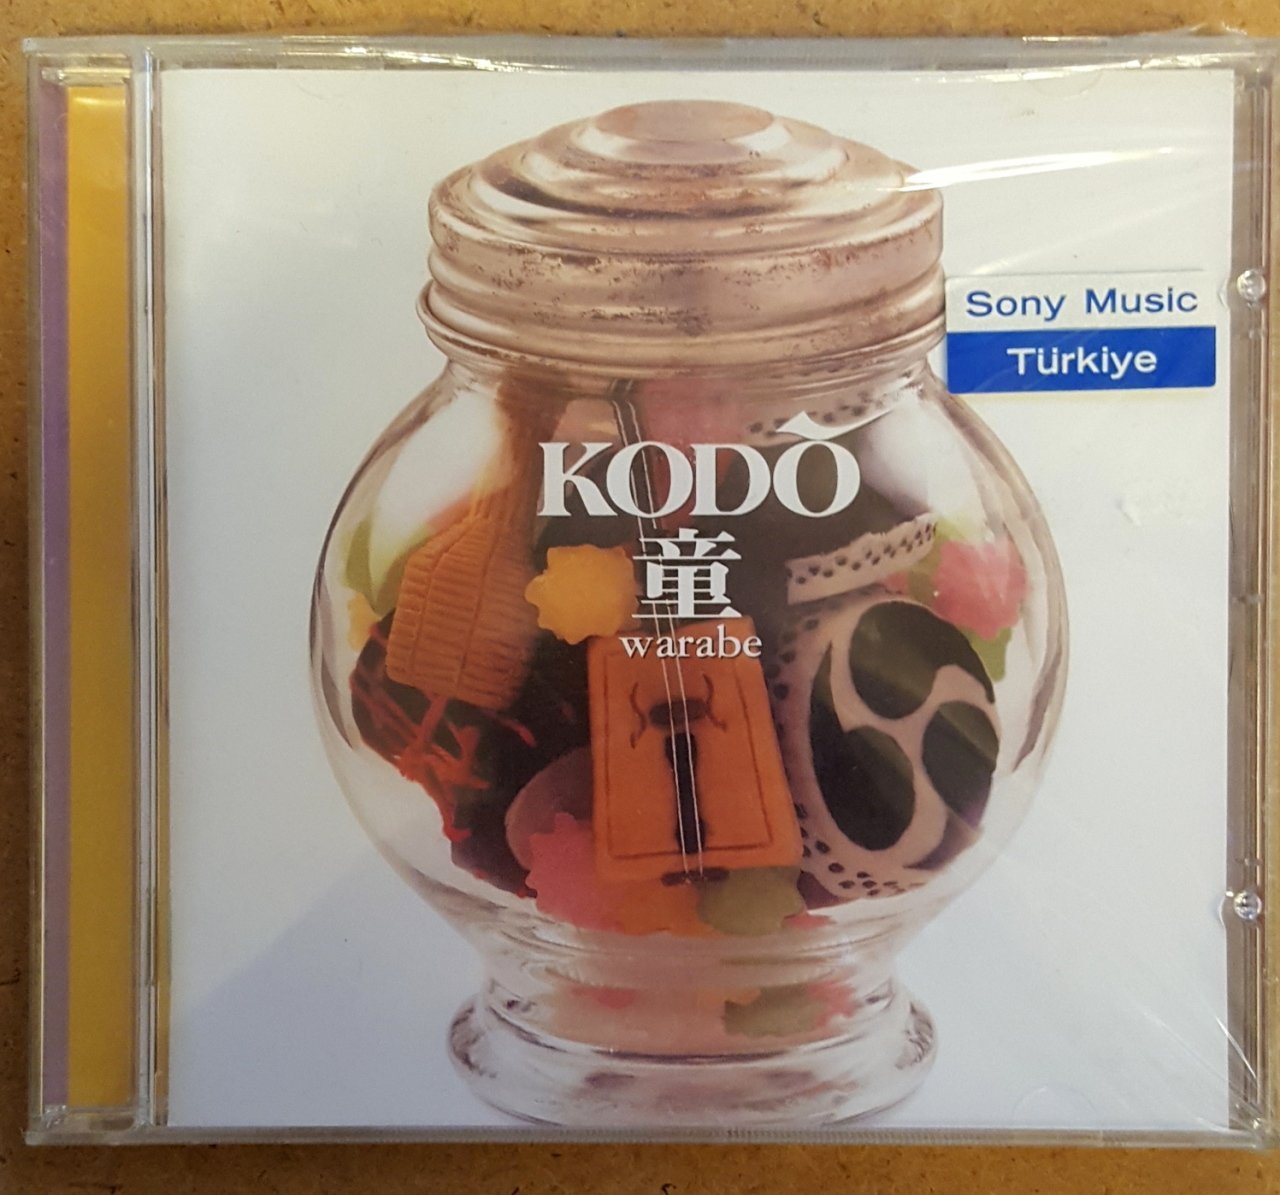 Sony Music
Türkiye
KODŌ
童
warabe